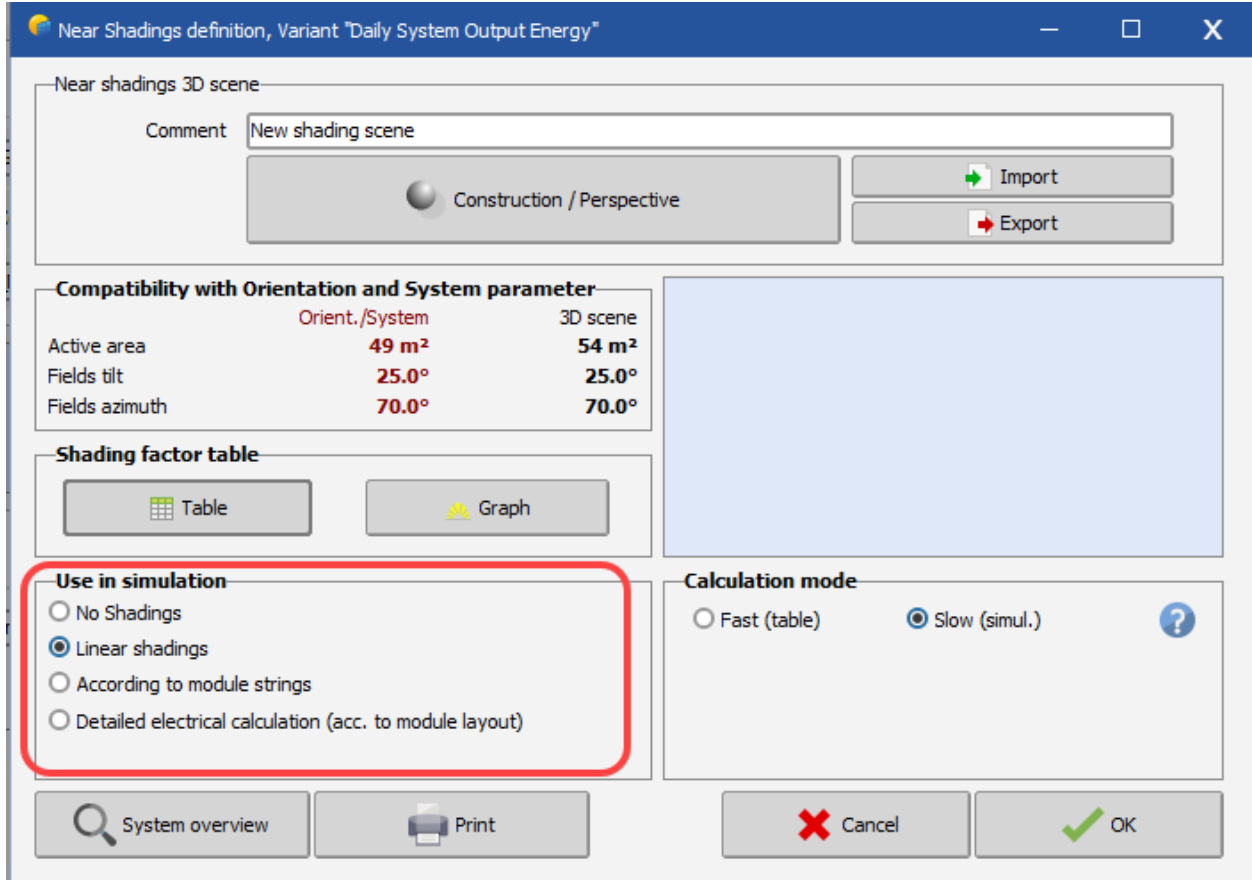 Near Shadings definition, Variant "Daily System Output Energy"
Near shadings 3D scene
Comment New shading scene
Construction / Perspective
Import
Export
Compatibility with Orientation and System parameter
Orient./System 3D scene
Active area 49 m² 54 m²
Fields tilt 25.0° 25.0°
Fields azimuth 70.0° 70.0°
Shading factor table
Table Graph
Use in simulation
No Shadings
Linear shadings
According to module strings
Detailed electrical calculation (acc. to module layout)
Calculation mode
Fast (table) Slow (simul.) ?
System overview Print Cancel OK